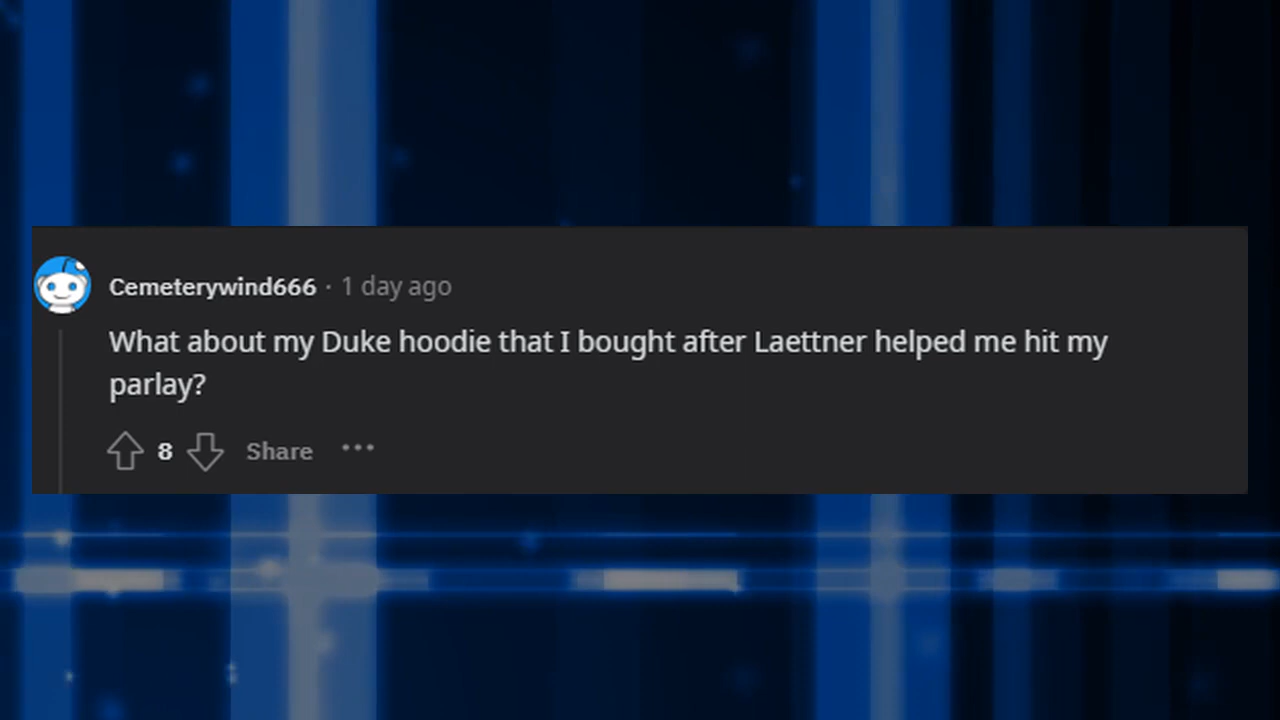 Cemeterywind666 · 1 day ago
What about my Duke hoodie that I bought after Laettner helped me hit my
parlay?
8 Share ···